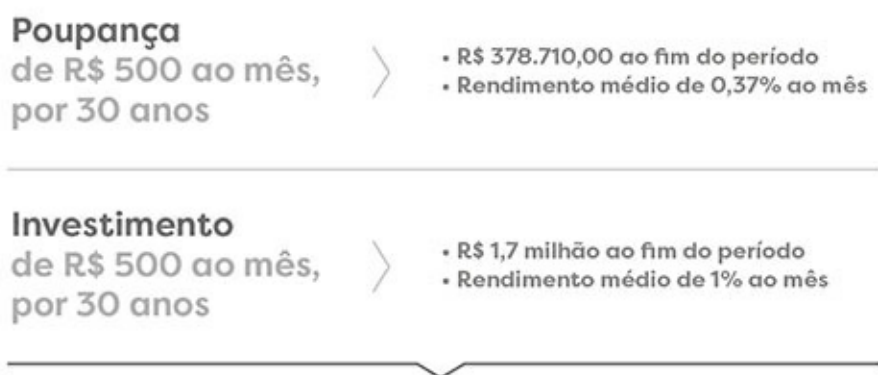 Poupança
de R$ 500 ao mês,
por 30 anos
• R$ 378.710,00 ao fim do período
• Rendimento médio de 0,37% ao mês
Investimento
de R$ 500 ao mês,
por 30 anos
• R$ 1,7 milhão ao fim do período
• Rendimento médio de 1% ao mês